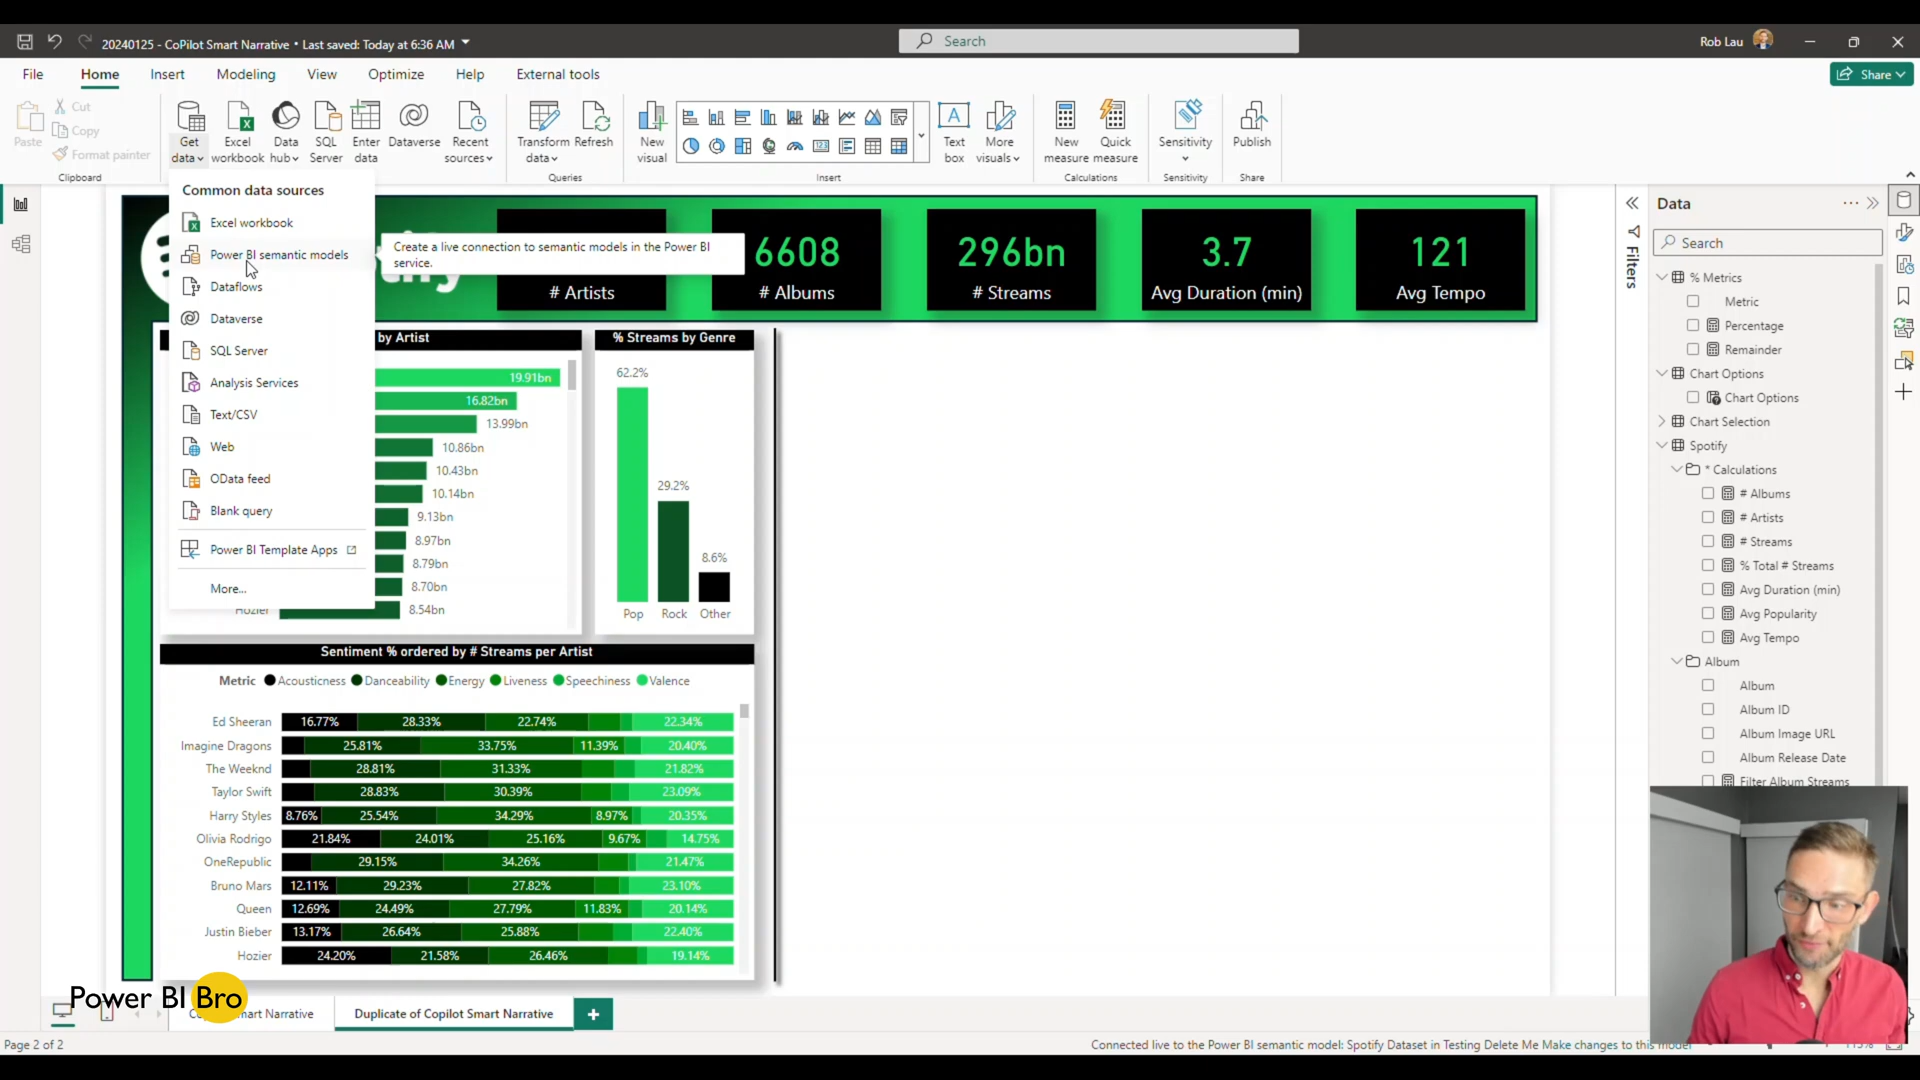 20240125 - CoPilot Smart Narrative • Last saved: Today at 6:36 AM
Search
Rob Lau
File
Home
Insert
Modeling
View
Optimize
Help
External tools
Share
Paste
Cut
Copy
Format painter
Get data
Excel workbook
Data hub
SQL Server
Enter data
Dataverse
Recent sources
Transform data
Refresh
New visual
Text box
More visuals
New measure
Quick measure
Sensitivity
Publish
Clipboard
Queries
Insert
Calculations
Sensitivity
Share
Common data sources
Excel workbook
Power BI semantic models
Dataflows
Dataverse
SQL Server
Analysis Services
Text/CSV
Web
OData feed
Blank query
Power BI Template Apps
More...
Create a live connection to semantic models in the Power BI
service.
# Artists
6608
# Albums
296bn
# Streams
3.7
Avg Duration (min)
121
Avg Tempo
by Artist
19.91bn
16.82bn
13.99bn
10.86bn
10.43bn
10.14bn
9.13bn
8.97bn
8.79bn
8.70bn
Hozier 8.54bn
% Streams by Genre
62.2%
29.2%
8.6%
Pop Rock Other
Sentiment % ordered by # Streams per Artist
Metric Acousticness Danceability Energy Liveness Speechiness Valence
Ed Sheeran 16.77% 28.33% 22.74% 22.34%
Imagine Dragons 25.81% 33.75% 11.39% 20.40%
The Weeknd 28.81% 31.33% 21.82%
Taylor Swift 28.83% 30.39% 23.09%
Harry Styles 8.76% 25.54% 34.29% 8.97% 20.35%
Olivia Rodrigo 21.84% 24.01% 25.16% 9.67% 14.75%
OneRepublic 29.15% 34.26% 21.47%
Bruno Mars 12.11% 29.23% 27.82% 23.10%
Queen 12.69% 24.49% 27.79% 11.83% 20.14%
Justin Bieber 13.17% 26.64% 25.88% 22.40%
Hozier 24.20% 21.58% 26.46% 19.14%
Filters
Data
Search
% Metrics
Metric
Percentage
Remainder
Chart Options
Chart Options
Chart Selection
Spotify
* Calculations
# Albums
# Artists
# Streams
% Total # Streams
Avg Duration (min)
Avg Popularity
Avg Tempo
Album
Album
Album ID
Album Image URL
Album Release Date
Filter Album Streams
Power BI Bro
Smart Narrative
Duplicate of Copilot Smart Narrative
Page 2 of 2
Connected live to the Power BI semantic model: Spotify Dataset in Testing Delete Me Make changes to this model